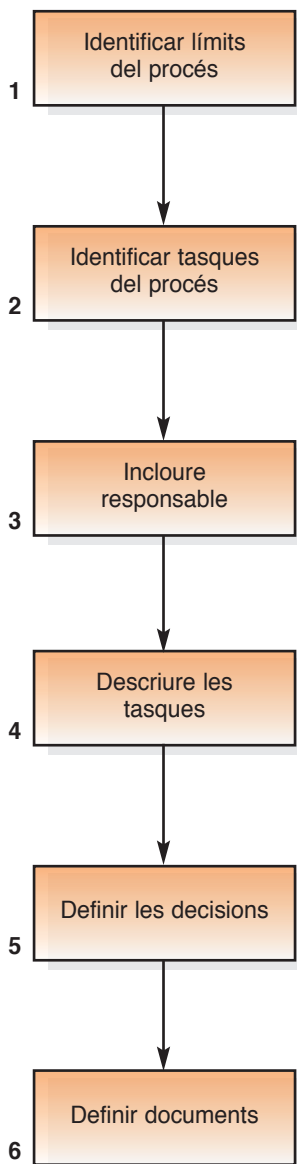 Identificar límits
del procés
1
Identificar tasques
del procés
2
Incloure
responsable
3
Descriure les
tasques
4
Definir les decisions
5
Definir documents
6